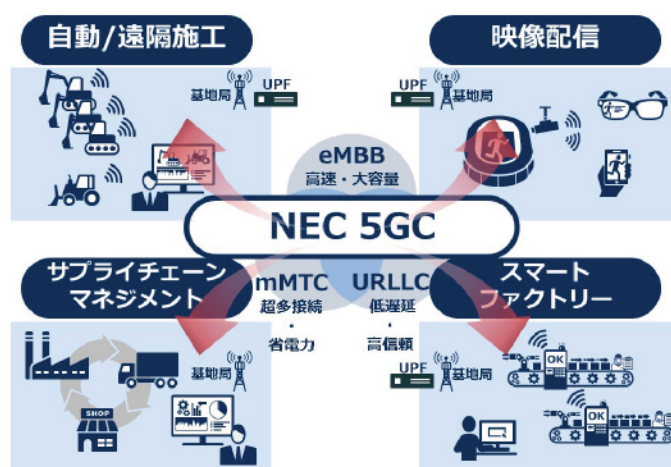 自動/遠隔施工
映像配信
UPF
基地局
UPF
基地局
eMBB
高速・大容量
NEC 5GC
サプライチェーン
マネジメント
mMTC
超多接続
・
省電力
URLLC
低遅延
・
高信頼
スマート
ファクトリー
基地局
SHOP
UPF
基地局
OK
OK